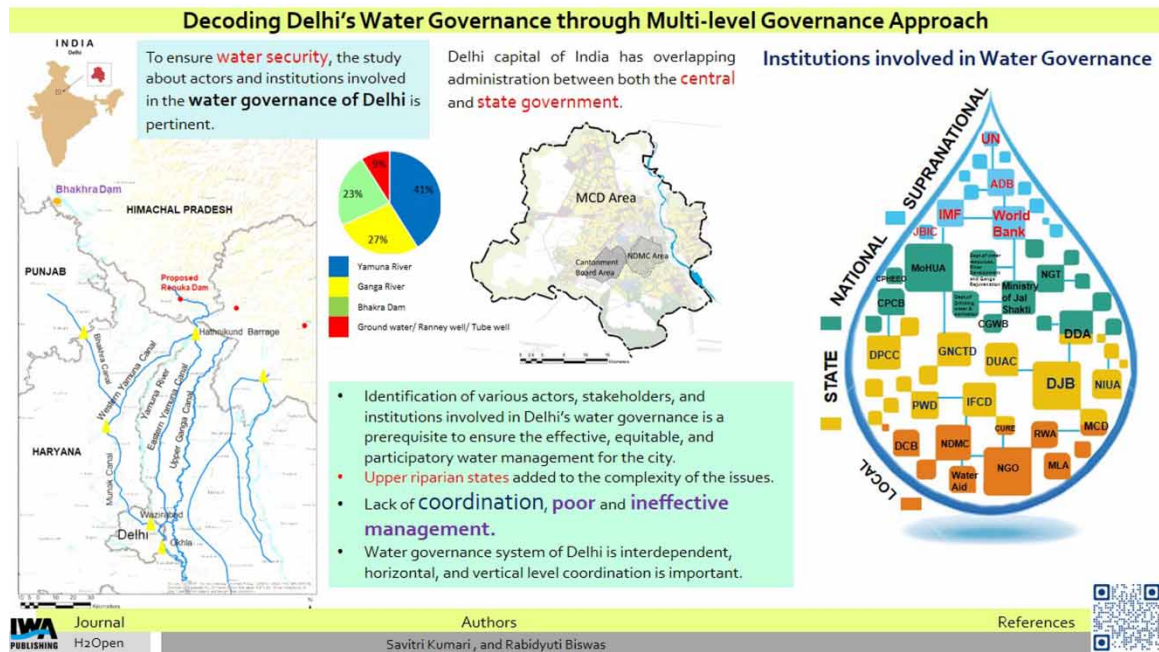 Decoding Delhi's Water Governance through Multi-level Governance Approach
INDIA
Delhi
To ensure water security, the study
about actors and institutions involved
in the water governance of Delhi is
pertinent.
Delhi capital of India has overlapping
administration between both the central
and state government.
Institutions involved in Water Governance
Bhakhra Dam
HIMACHAL PRADESH
PUNJAB
Proposed
Renuka Dam
Hathnikund Barrage
Bhakra Canal
Western Yamuna Canal
Yamuna River
Eastern Yamuna Canal
Upper Ganga Canal
HARYANA
Munak Canal
Wazirabad
Delhi
Okhla
Kilometers
9%
41%
23%
27%
Yamuna River
Ganga River
Bhakra Dam
Ground water/ Ranney well/ Tube well
MCD Area
Cantonment
Board Area
NDMC Area
Kilometers
• Identification of various actors, stakeholders, and
institutions involved in Delhi's water governance is a
prerequisite to ensure the effective, equitable, and
participatory water management for the city.
• Upper riparian states added to the complexity of the issues.
• Lack of coordination, poor and ineffective
management.
• Water governance system of Delhi is interdependent,
horizontal, and vertical level coordination is important.
SUPRANATIONAL
NATIONAL
STATE
LOCAL
UN
ADB
IMF
World
Bank
JBIC
MoHUA
NGT
CPHEEO
Ministry
of Jal
Shakti
CPCB
CGWB
DDA
DPCC
GNCTD
DUAC
DJB
NIUA
PWD
IFCD
CURE
RWA
MCD
DCB
NDMC
NGO
MLA
Water
Aid
IWA
PUBLISHING
Journal
Authors
References
H2Open
Savitri Kumari , and Rabidyuti Biswas